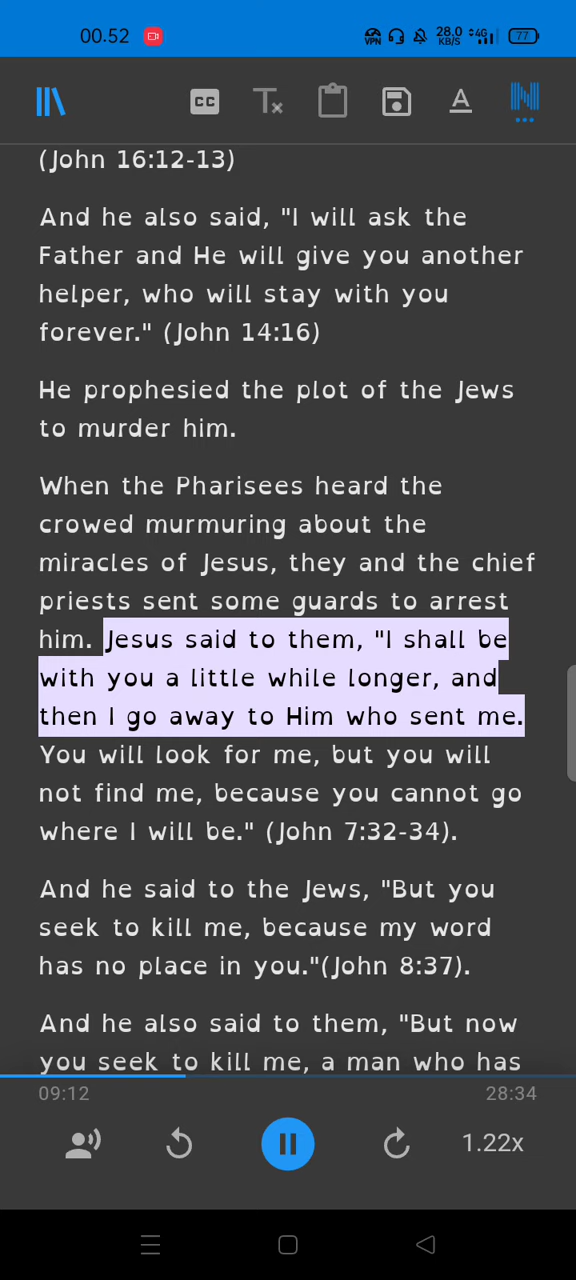 00.52
VPN
28.0
KB/S
4G
77
CC
(John 16:12-13)
And he also said, "I will ask the
Father and He will give you another
helper, who will stay with you
forever." (John 14:16)
He prophesied the plot of the Jews
to murder him.
When the Pharisees heard the
crowed murmuring about the
miracles of Jesus, they and the chief
priests sent some guards to arrest
him. Jesus said to them, "I shall be
with you a little while longer, and
then I go away to Him who sent me.
You will look for me, but you will
not find me, because you cannot go
where I will be." (John 7:32-34).
And he said to the Jews, "But you
seek to kill me, because my word
has no place in you."(John 8:37).
And he also said to them, "But now
you seek to kill me, a man who has
09:12
28:34
1.22x